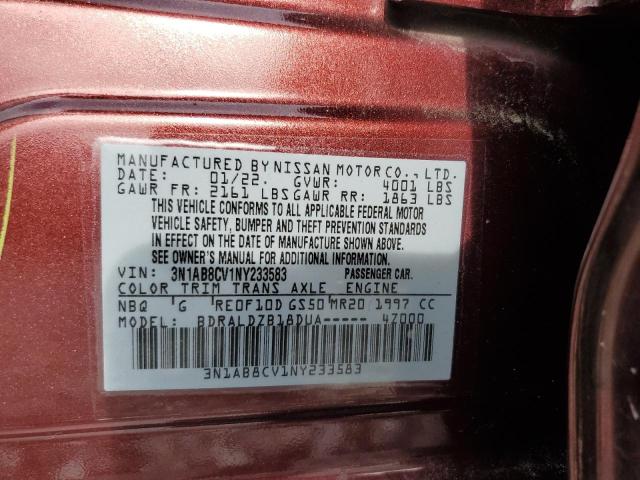 MANUFACTURED BY NISSAN MOTOR CO., LTD.
DATE: 01/22. GVWR: 4001 LBS
GAWR FR: 2161 LBS GAWR RR: 1863 LBS
THIS VEHICLE CONFORMS TO ALL APPLICABLE FEDERAL MOTOR
VEHICLE SAFETY, BUMPER AND THEFT PREVENTION STANDARDS
IN EFFECT ON THE DATE OF MANUFACTURE SHOWN ABOVE.
SEE OWNER'S MANUAL FOR ADDITIONAL INFORMATION.
VIN: 3N1AB8CV1NY233583 PASSENGER CAR.
COLOR TRIM TRANS AXLE ENGINE
NBQ G RE0F10D GS50 MR20 1997 CC
MODEL: BDRALDZB18DUA----- 4Z000
3N1AB8CV1NY233583